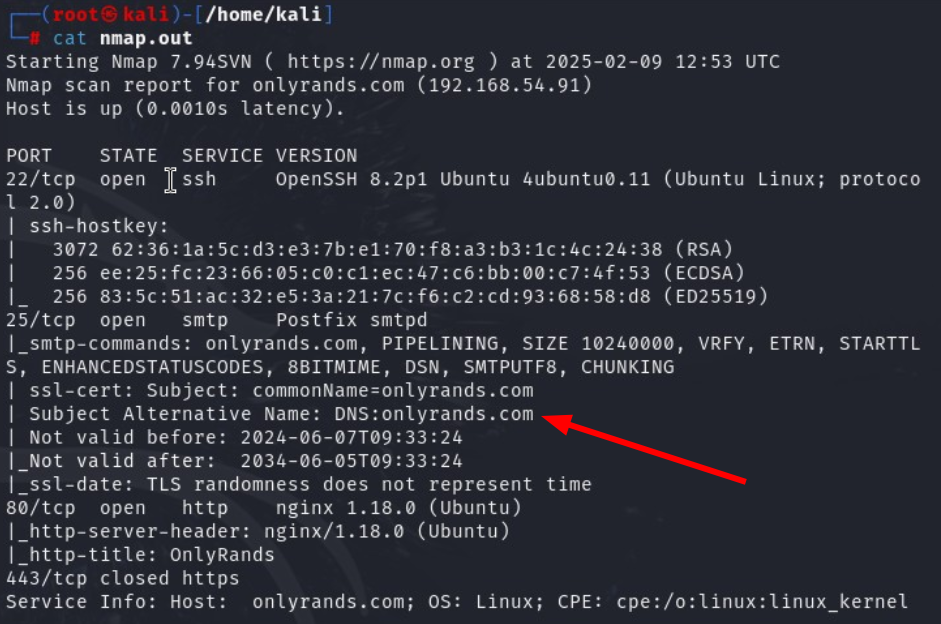 ┌──(root㉿kali)-[/home/kali]
└─# cat nmap.out
Starting Nmap 7.94SVN ( https://nmap.org ) at 2025-02-09 12:53 UTC
Nmap scan report for onlyrands.com (192.168.54.91)
Host is up (0.0010s latency).

PORT    STATE  SERVICE VERSION
22/tcp  open   ssh     OpenSSH 8.2p1 Ubuntu 4ubuntu0.11 (Ubuntu Linux; protoco
l 2.0)
| ssh-hostkey:
|   3072 62:36:1a:5c:d3:e3:7b:e1:70:f8:a3:b3:1c:4c:24:38 (RSA)
|   256 ee:25:fc:23:66:05:c0:c1:ec:47:c6:bb:00:c7:4f:53 (ECDSA)
|_  256 83:5c:51:ac:32:e5:3a:21:7c:f6:c2:cd:93:68:58:d8 (ED25519)
25/tcp  open   smtp    Postfix smtpd
|_smtp-commands: onlyrands.com, PIPELINING, SIZE 10240000, VRFY, ETRN, STARTTL
S, ENHANCEDSTATUSCODES, 8BITMIME, DSN, SMTPUTF8, CHUNKING
| ssl-cert: Subject: commonName=onlyrands.com
| Subject Alternative Name: DNS:onlyrands.com
| Not valid before: 2024-06-07T09:33:24
|_Not valid after:  2034-06-05T09:33:24
|_ssl-date: TLS randomness does not represent time
80/tcp  open   http    nginx 1.18.0 (Ubuntu)
|_http-server-header: nginx/1.18.0 (Ubuntu)
|_http-title: OnlyRands
443/tcp closed https
Service Info: Host:  onlyrands.com; OS: Linux; CPE: cpe:/o:linux:linux_kernel